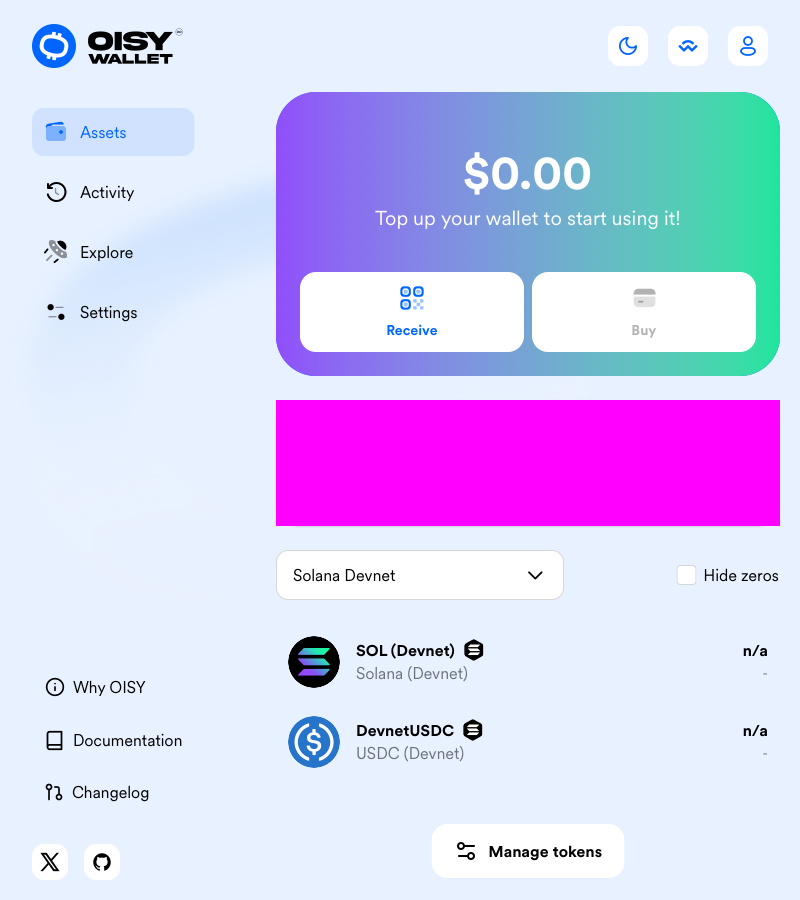 OISY
WALLET
Assets
Activity
Explore
Settings
$0.00
Top up your wallet to start using it!
Receive
Buy
Solana Devnet
Hide zeros
SOL (Devnet)
n/a
Solana (Devnet)
-
DevnetUSDC
n/a
USDC (Devnet)
-
Why OISY
Documentation
Changelog
Manage tokens